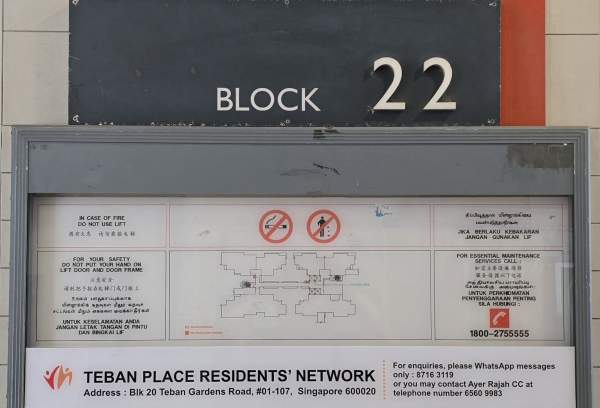 BLOCK 22
IN CASE OF FIRE
DO NOT USE LIFT
JIKA BERLAKU KEBAKARAN
JANGAN GUNAKAN LIF
FOR YOUR SAFETY
DO NOT PUT YOUR HAND ON
LIFT DOOR AND DOOR FRAME
UNTUK KESELAMATAN ANDA
JANGAN LETAK TANGAN DI PINTU
DAN BINGKAI LIF
FOR ESSENTIAL MAINTENANCE
SERVICES CALL :
UNTUK PERKHIDMATAN
PENYENGGARAAN PENTING
SILA HUBUNGI :
1800-2755555
TEBAN PLACE RESIDENTS' NETWORK
Address : Blk 20 Teban Gardens Road, #01-107, Singapore 600020
For enquiries, please WhatsApp messages
only : 8716 3119
or you may contact Ayer Rajah CC at
telephone number 6560 9983